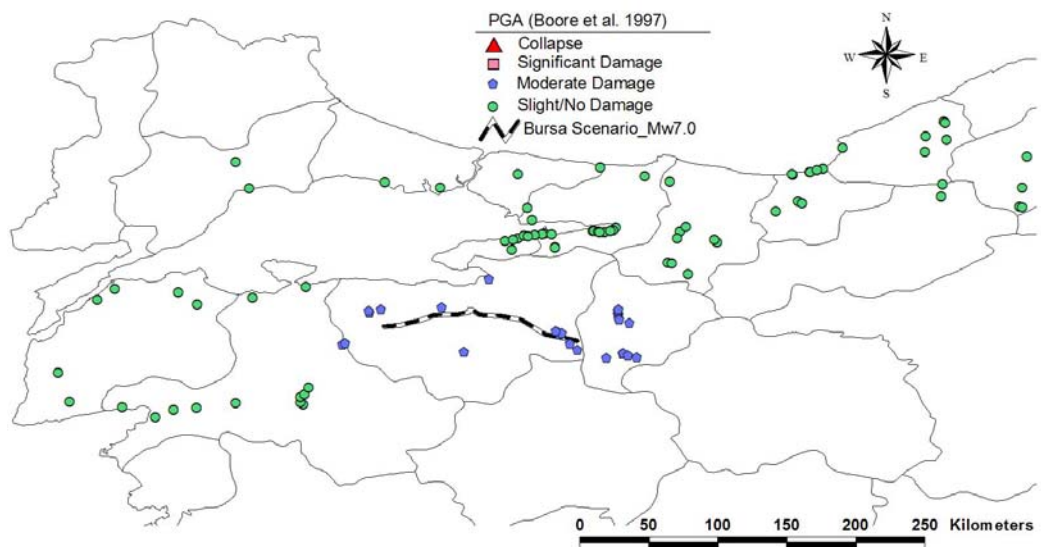 PGA (Boore et al. 1997)
Collapse
Significant Damage
Moderate Damage
Slight/No Damage
Bursa Scenario_Mw7.0
N
W E
S
0 50 100 150 200 250 Kilometers